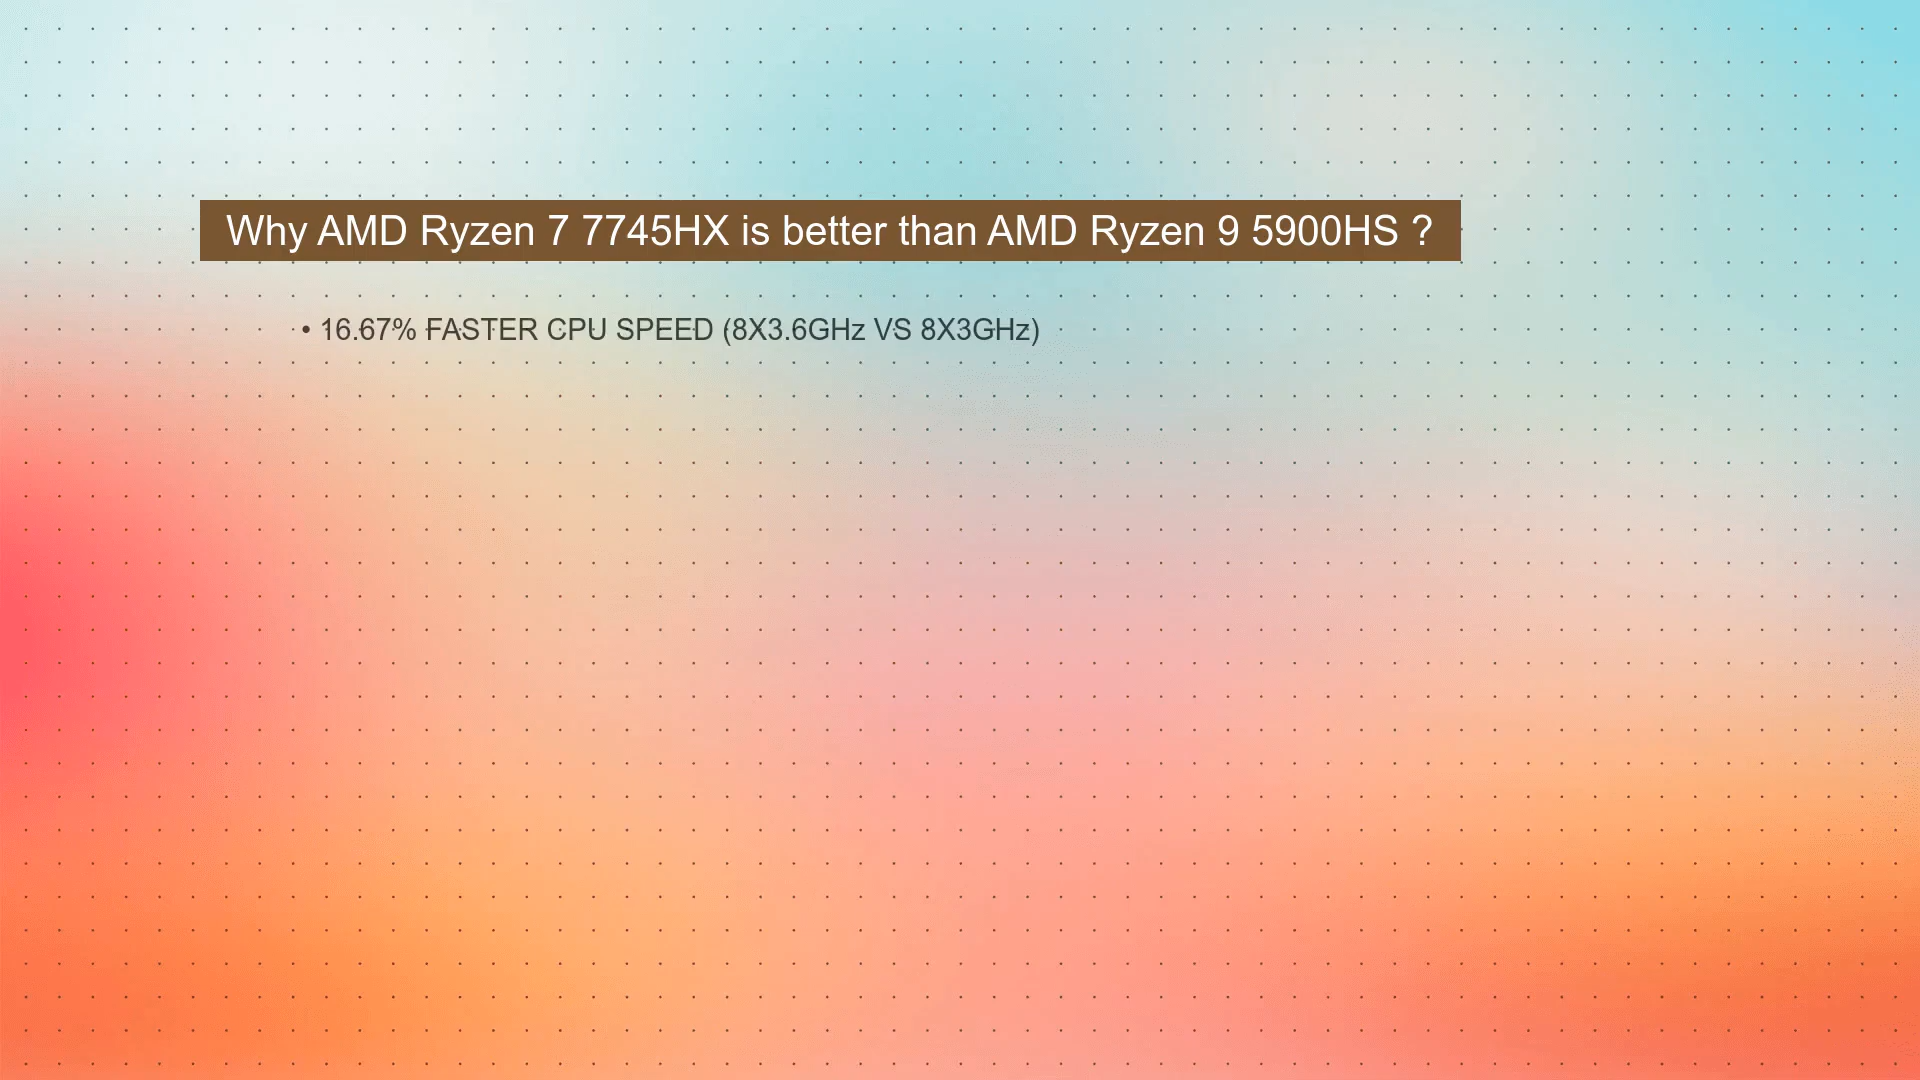 Why AMD Ryzen 7 7745HX is better than AMD Ryzen 9 5900HS ?
• 16.67% FASTER CPU SPEED (8X3.6GHz VS 8X3GHz)